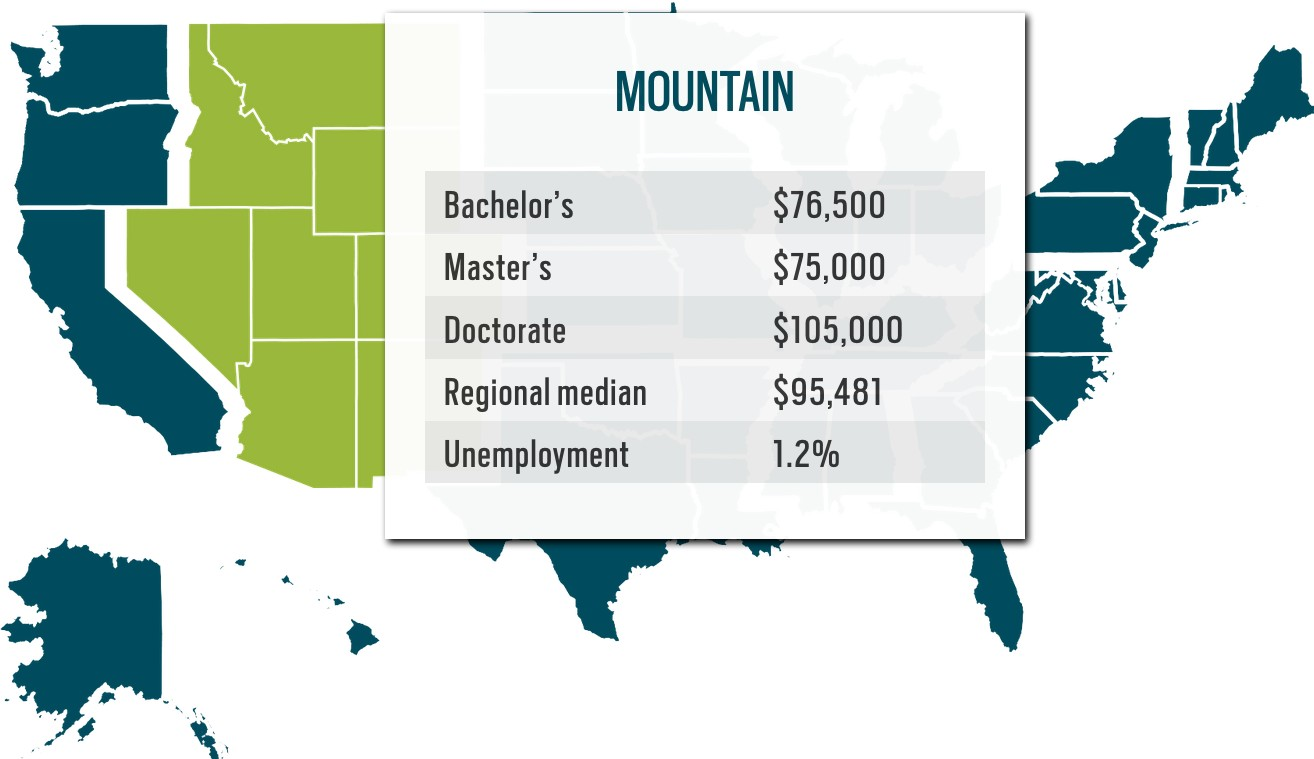 MOUNTAIN
Bachelor’s $76,500
Master’s $75,000
Doctorate $105,000
Regional median $95,481
Unemployment 1.2%